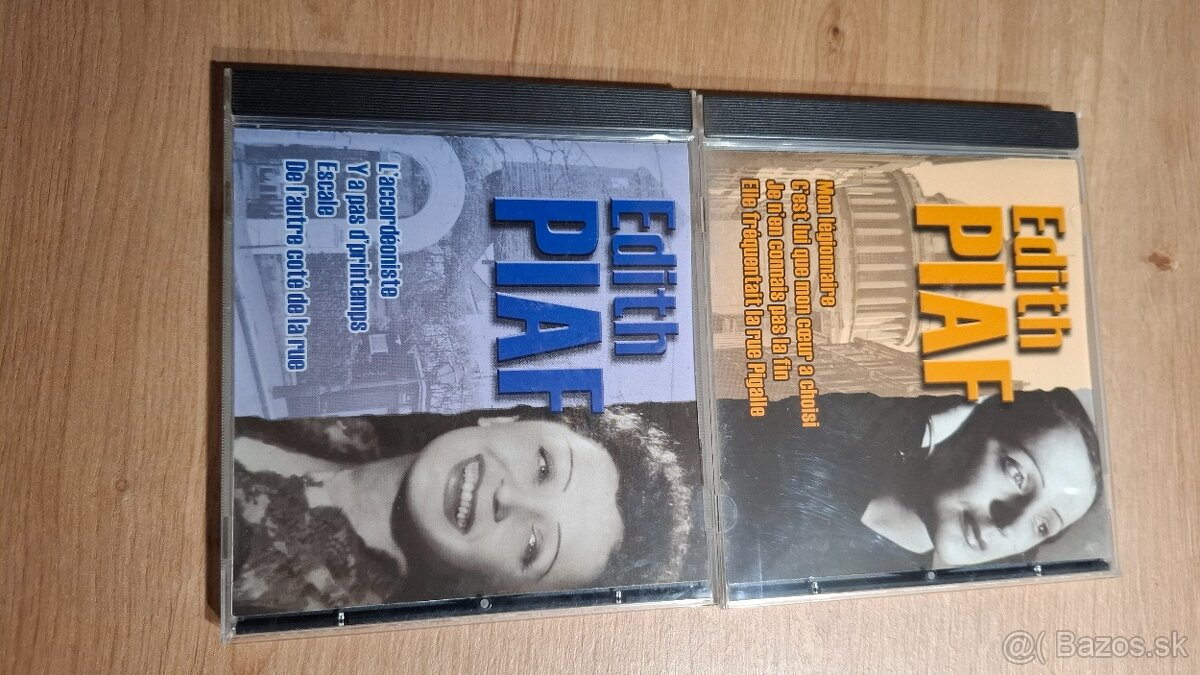 Edith
PIAF
Mon légionnaire
C'est lui que mon cœur a choisi
Je n'en connais pas la fin
Elle fréquentait la rue Pigalle
Edith
PIAF
L'accordéoniste
Y a pas d'printemps
Escale
De l'autre coté de la rue
@( Bazos.sk